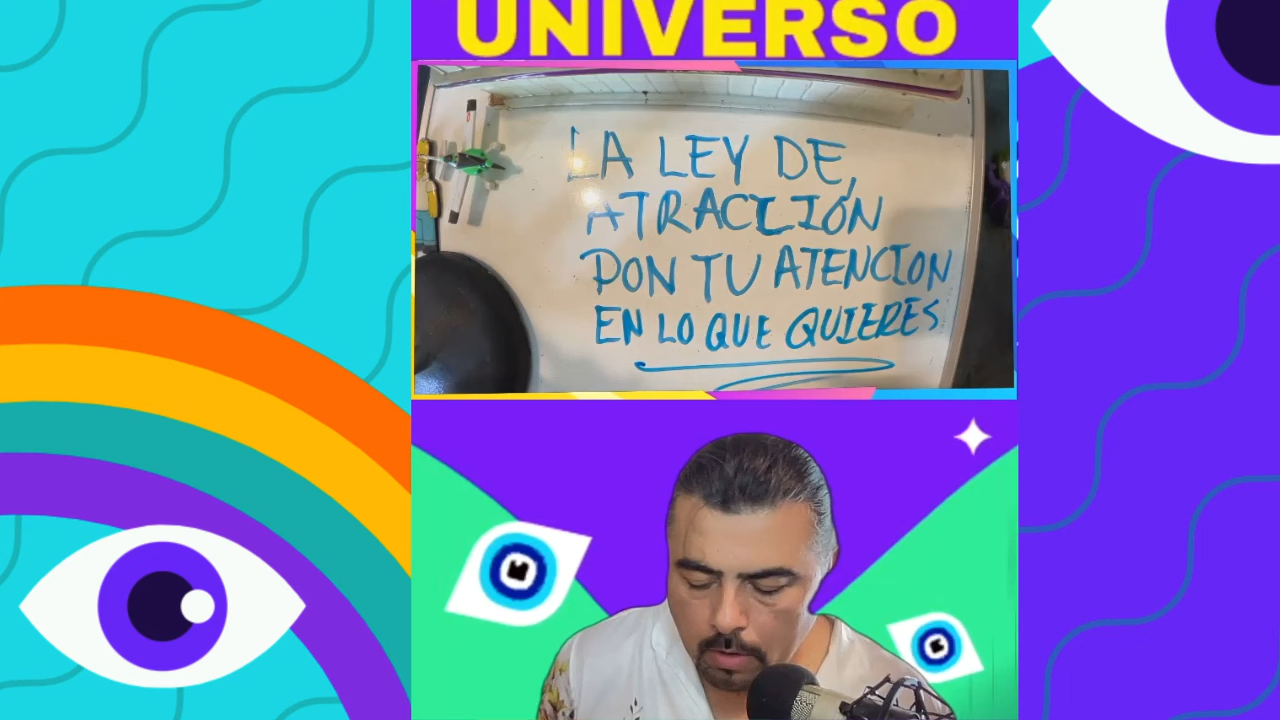 UNIVERSO
LA LEY DE
ATRACCIÓN
PON TU ATENCION
EN LO QUE QUIERES